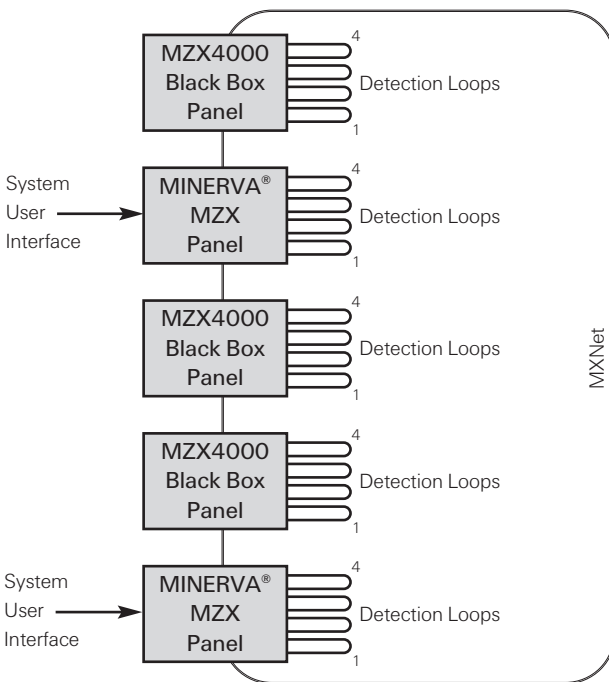 4
MZX4000
Black Box
Panel
Detection Loops
1
System
User
Interface
4
MINERVA®
MZX
Panel
Detection Loops
1
4
MZX4000
Black Box
Panel
Detection Loops
1
MXNet
4
MZX4000
Black Box
Panel
Detection Loops
1
System
User
Interface
4
MINERVA®
MZX
Panel
Detection Loops
1